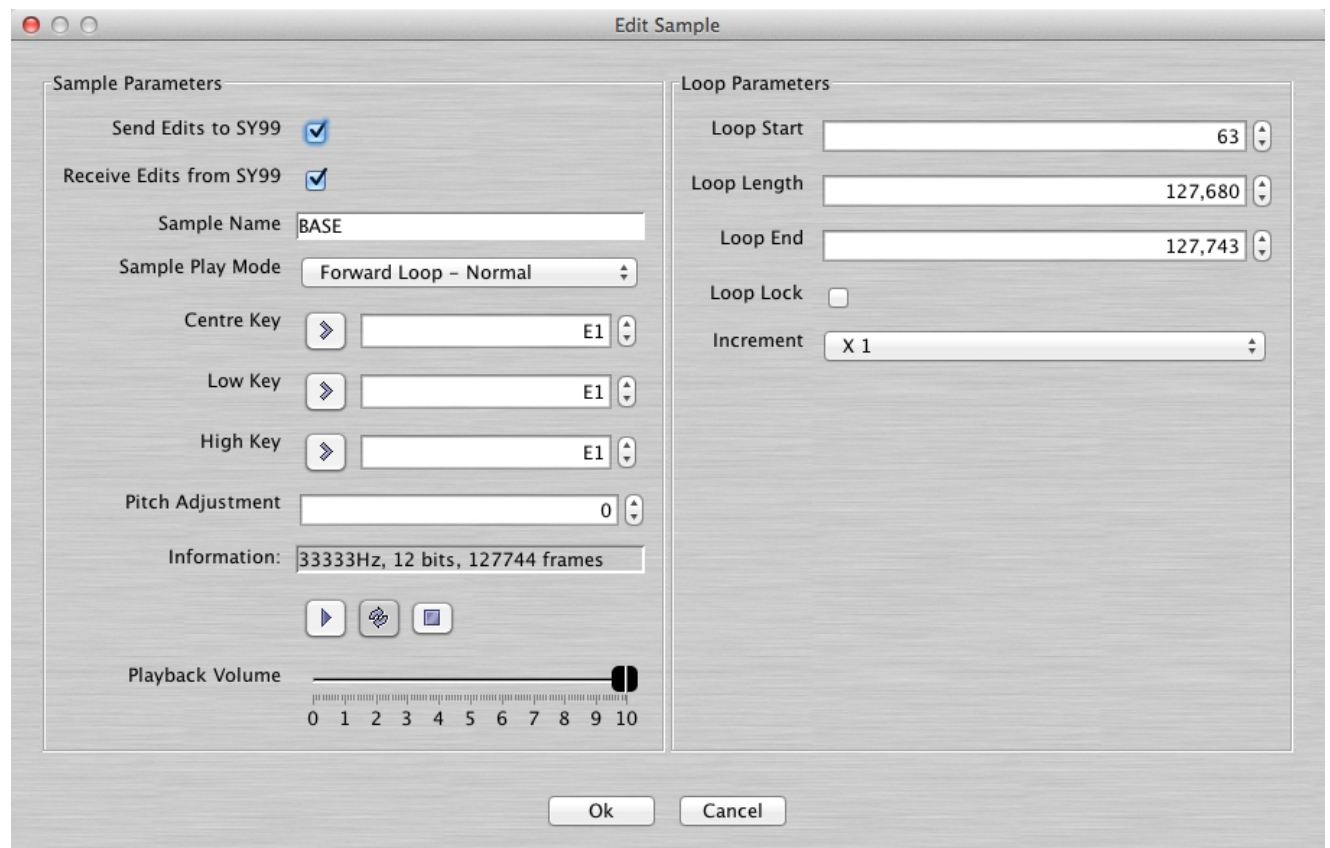 Edit Sample
Sample Parameters
Send Edits to SY99
Receive Edits from SY99
Sample Name BASE
Sample Play Mode Forward Loop – Normal
Centre Key E1
Low Key E1
High Key E1
Pitch Adjustment 0
Information: 33333Hz, 12 bits, 127744 frames
Playback Volume
0 1 2 3 4 5 6 7 8 9 10
Loop Parameters
Loop Start 63
Loop Length 127,680
Loop End 127,743
Loop Lock
Increment X 1
Ok Cancel